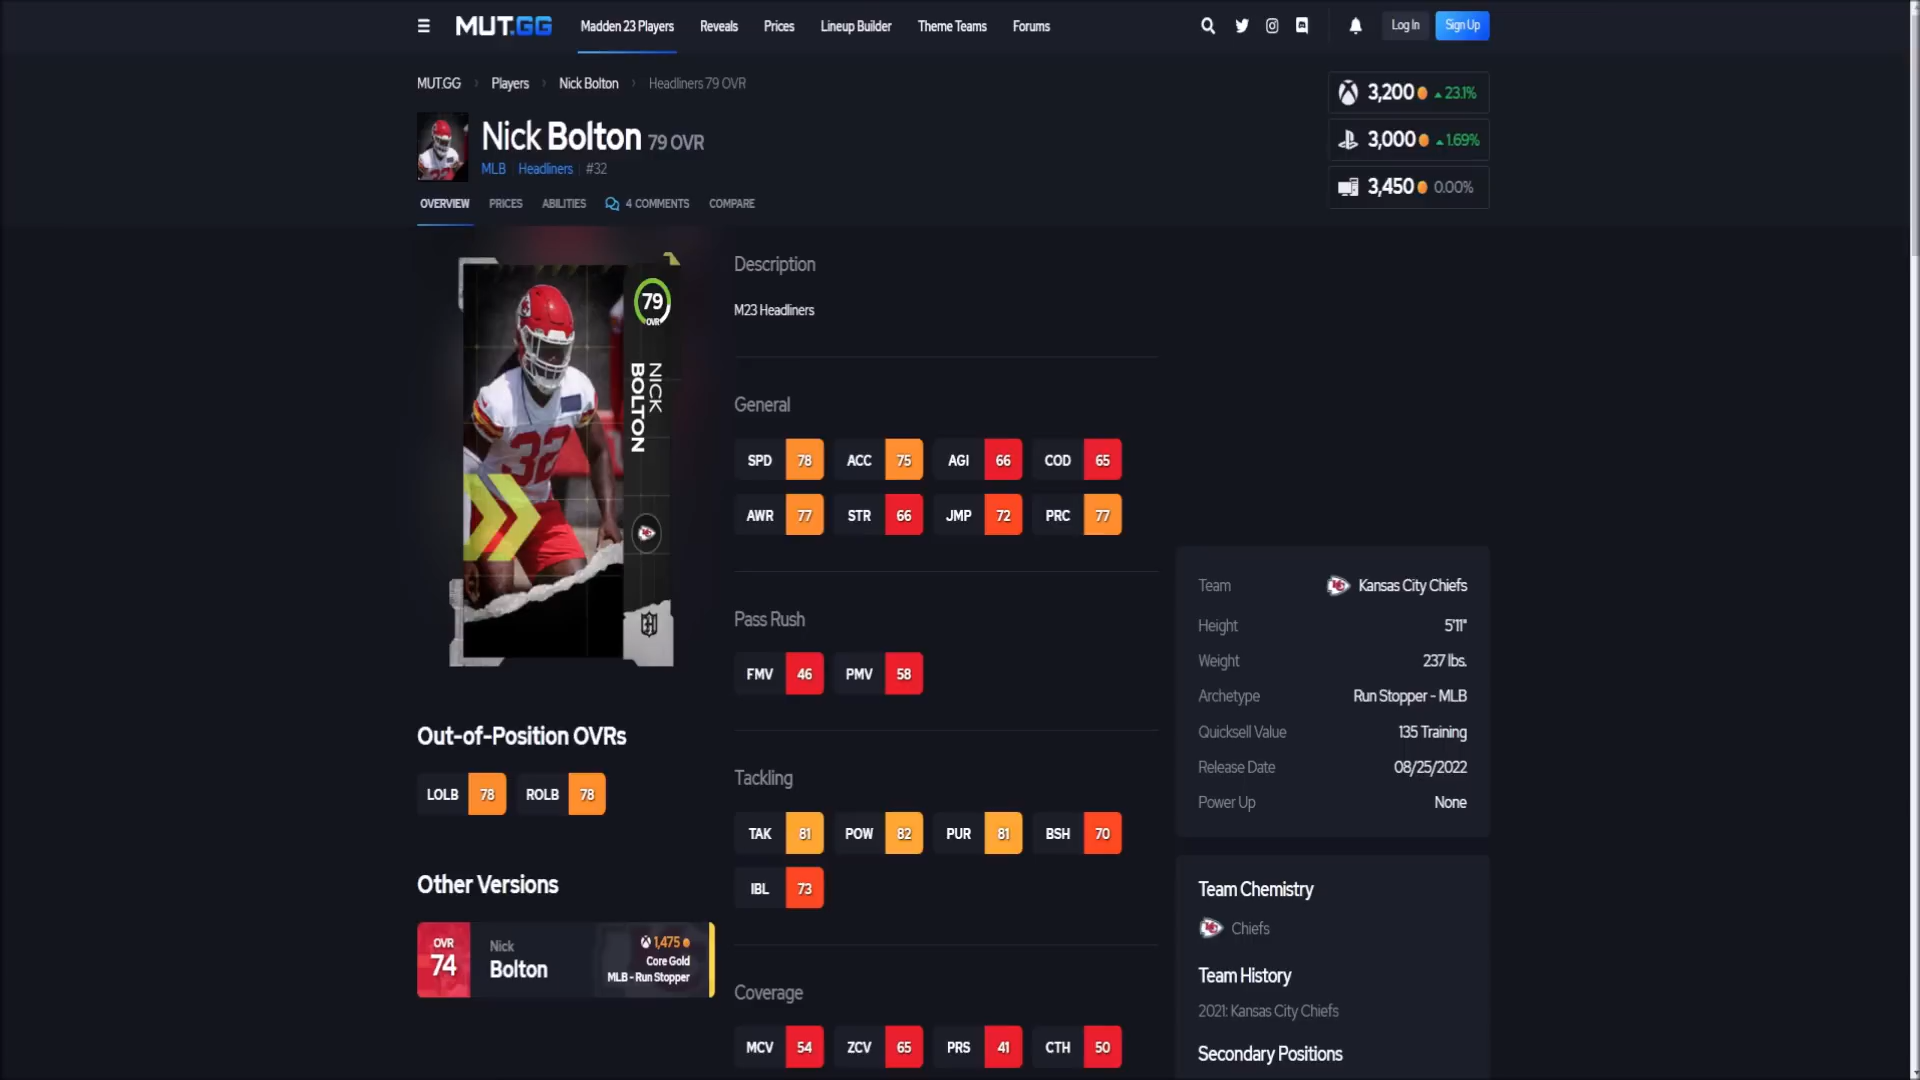 MUT.GG
Madden 23 Players
Reveals
Prices
Lineup Builder
Theme Teams
Forums
Log In
Sign Up
MUT.GG
Players
Nick Bolton
Headliners 79 OVR
Nick Bolton 79 OVR
MLB
Headliners
#32
3,200 23.1%
3,000 1.69%
3,450 0.00%
OVERVIEW
PRICES
ABILITIES
4 COMMENTS
COMPARE
79
OVR
NICK
BOLTON
32
Out-of-Position OVRs
LOLB 78
ROLB 78
Other Versions
OVR
74
Nick
Bolton
1,475
Core Gold
MLB - Run Stopper
Description
M23 Headliners
General
SPD 78 ACC 75 AGI 66 COD 65
AWR 77 STR 66 JMP 72 PRC 77
Pass Rush
FMV 46 PMV 58
Tackling
TAK 81 POW 82 PUR 81 BSH 70
IBL 73
Coverage
MCV 54 ZCV 65 PRS 41 CTH 50
Team Kansas City Chiefs
Height 5'11"
Weight 237 lbs.
Archetype Run Stopper - MLB
Quicksell Value 135 Training
Release Date 08/25/2022
Power Up None
Team Chemistry
Chiefs
Team History
2021: Kansas City Chiefs
Secondary Positions